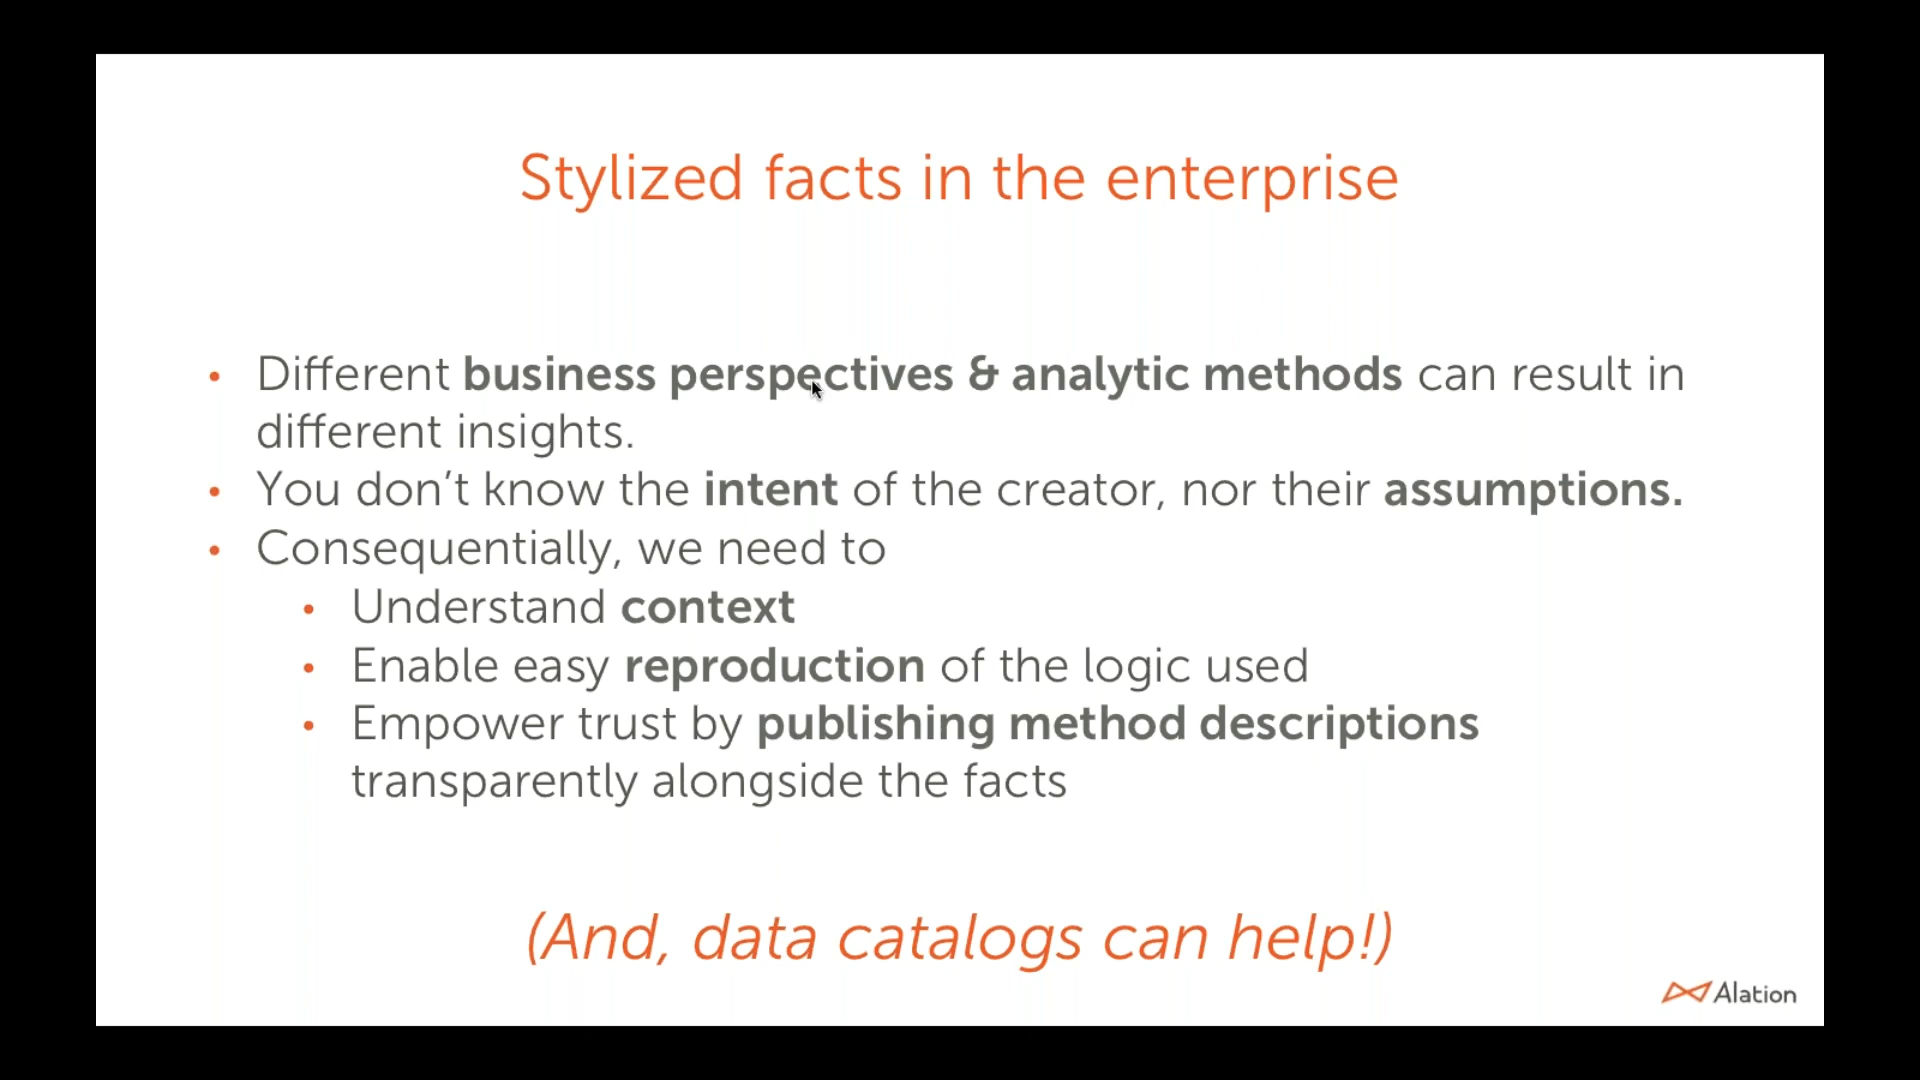 Stylized facts in the enterprise
• Different business perspectives & analytic methods can result in
different insights.
• You don’t know the intent of the creator, nor their assumptions.
• Consequentially, we need to
• Understand context
• Enable easy reproduction of the logic used
• Empower trust by publishing method descriptions
transparently alongside the facts
(And, data catalogs can help!)
Alation